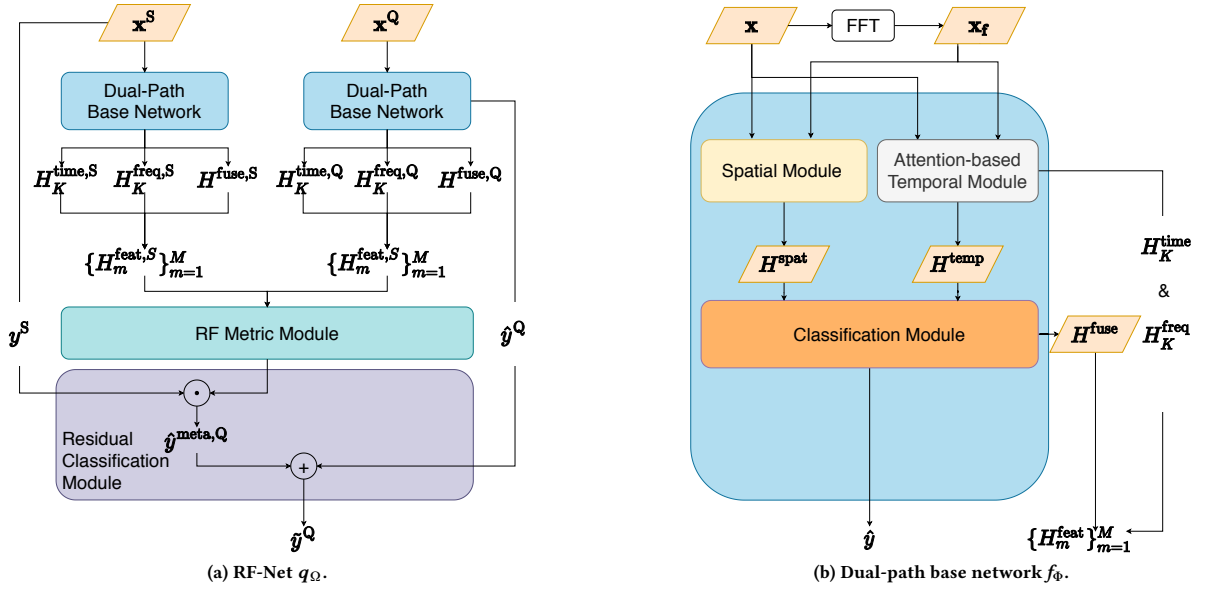 x^S
x^Q
Dual-Path
Base Network
Dual-Path
Base Network
H_K^{time,S} H_K^{freq,S} H^{fuse,S}
H_K^{time,Q} H_K^{freq,Q} H^{fuse,Q}
{H_m^{feat,S}}_{m=1}^M
{H_m^{feat,S}}_{m=1}^M
y^S
RF Metric Module
ŷ^Q
·
ŷ^{meta,Q}
Residual
Classification
Module
+
ỹ^Q
(a) RF-Net q_Ω.
x
FFT
x_f
Spatial Module
Attention-based
Temporal Module
H^{spat}
H^{temp}
H_K^{time}
&
H_K^{freq}
Classification Module
H^{fuse}
ŷ
{H_m^{feat}}_{m=1}^M
(b) Dual-path base network f_Φ.